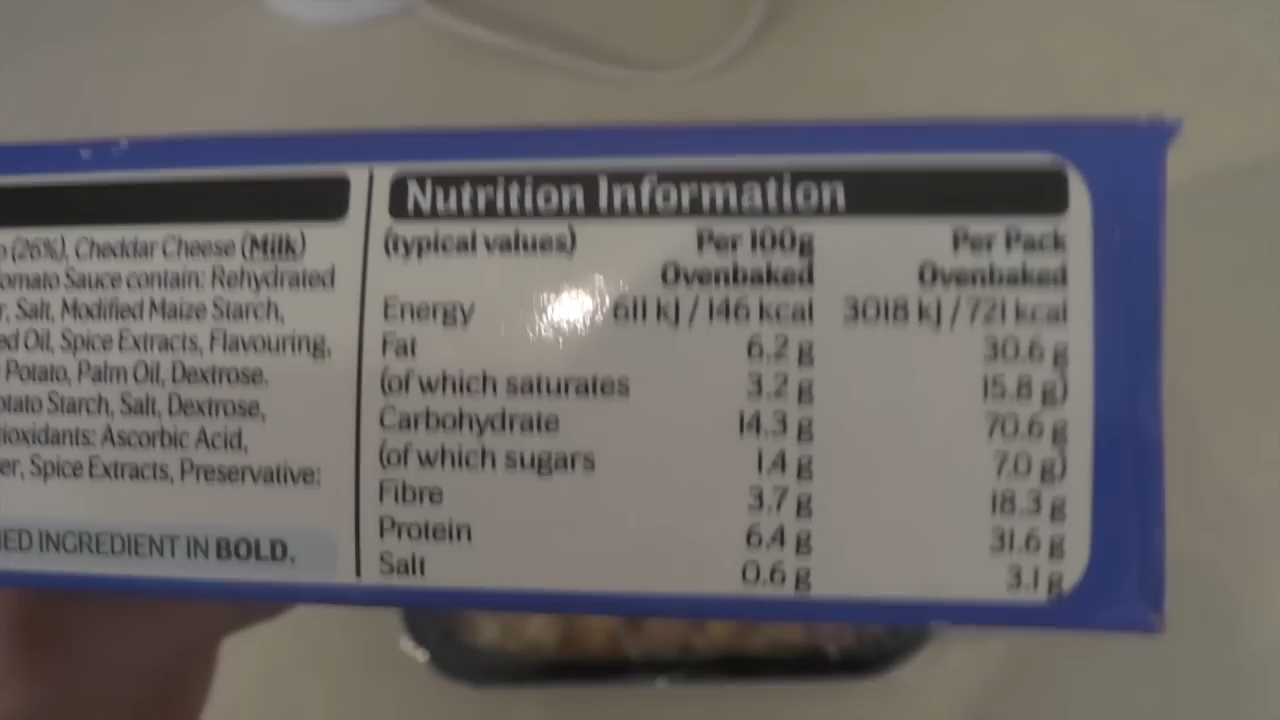 (26%), Cheddar Cheese (Milk)
omato Sauce contain: Rehydrated
r, Salt, Modified Maize Starch,
ed Oil, Spice Extracts, Flavouring,
Potato, Palm Oil, Dextrose.
otato Starch, Salt, Dextrose,
tioxidants: Ascorbic Acid,
er, Spice Extracts, Preservative:
IED INGREDIENT IN BOLD.
Nutrition Information
(typical values) Per 100g Per Pack
Ovenbaked Ovenbaked
Energy 611 kJ / 146 kcal 3018 kJ / 721 kcal
Fat 6.2 g 30.6 g
(of which saturates 3.2 g 15.8 g)
Carbohydrate 14.3 g 70.6 g
(of which sugars 1.4 g 7.0 g)
Fibre 3.7 g 18.3 g
Protein 6.4 g 31.6 g
Salt 0.6 g 3.1 g